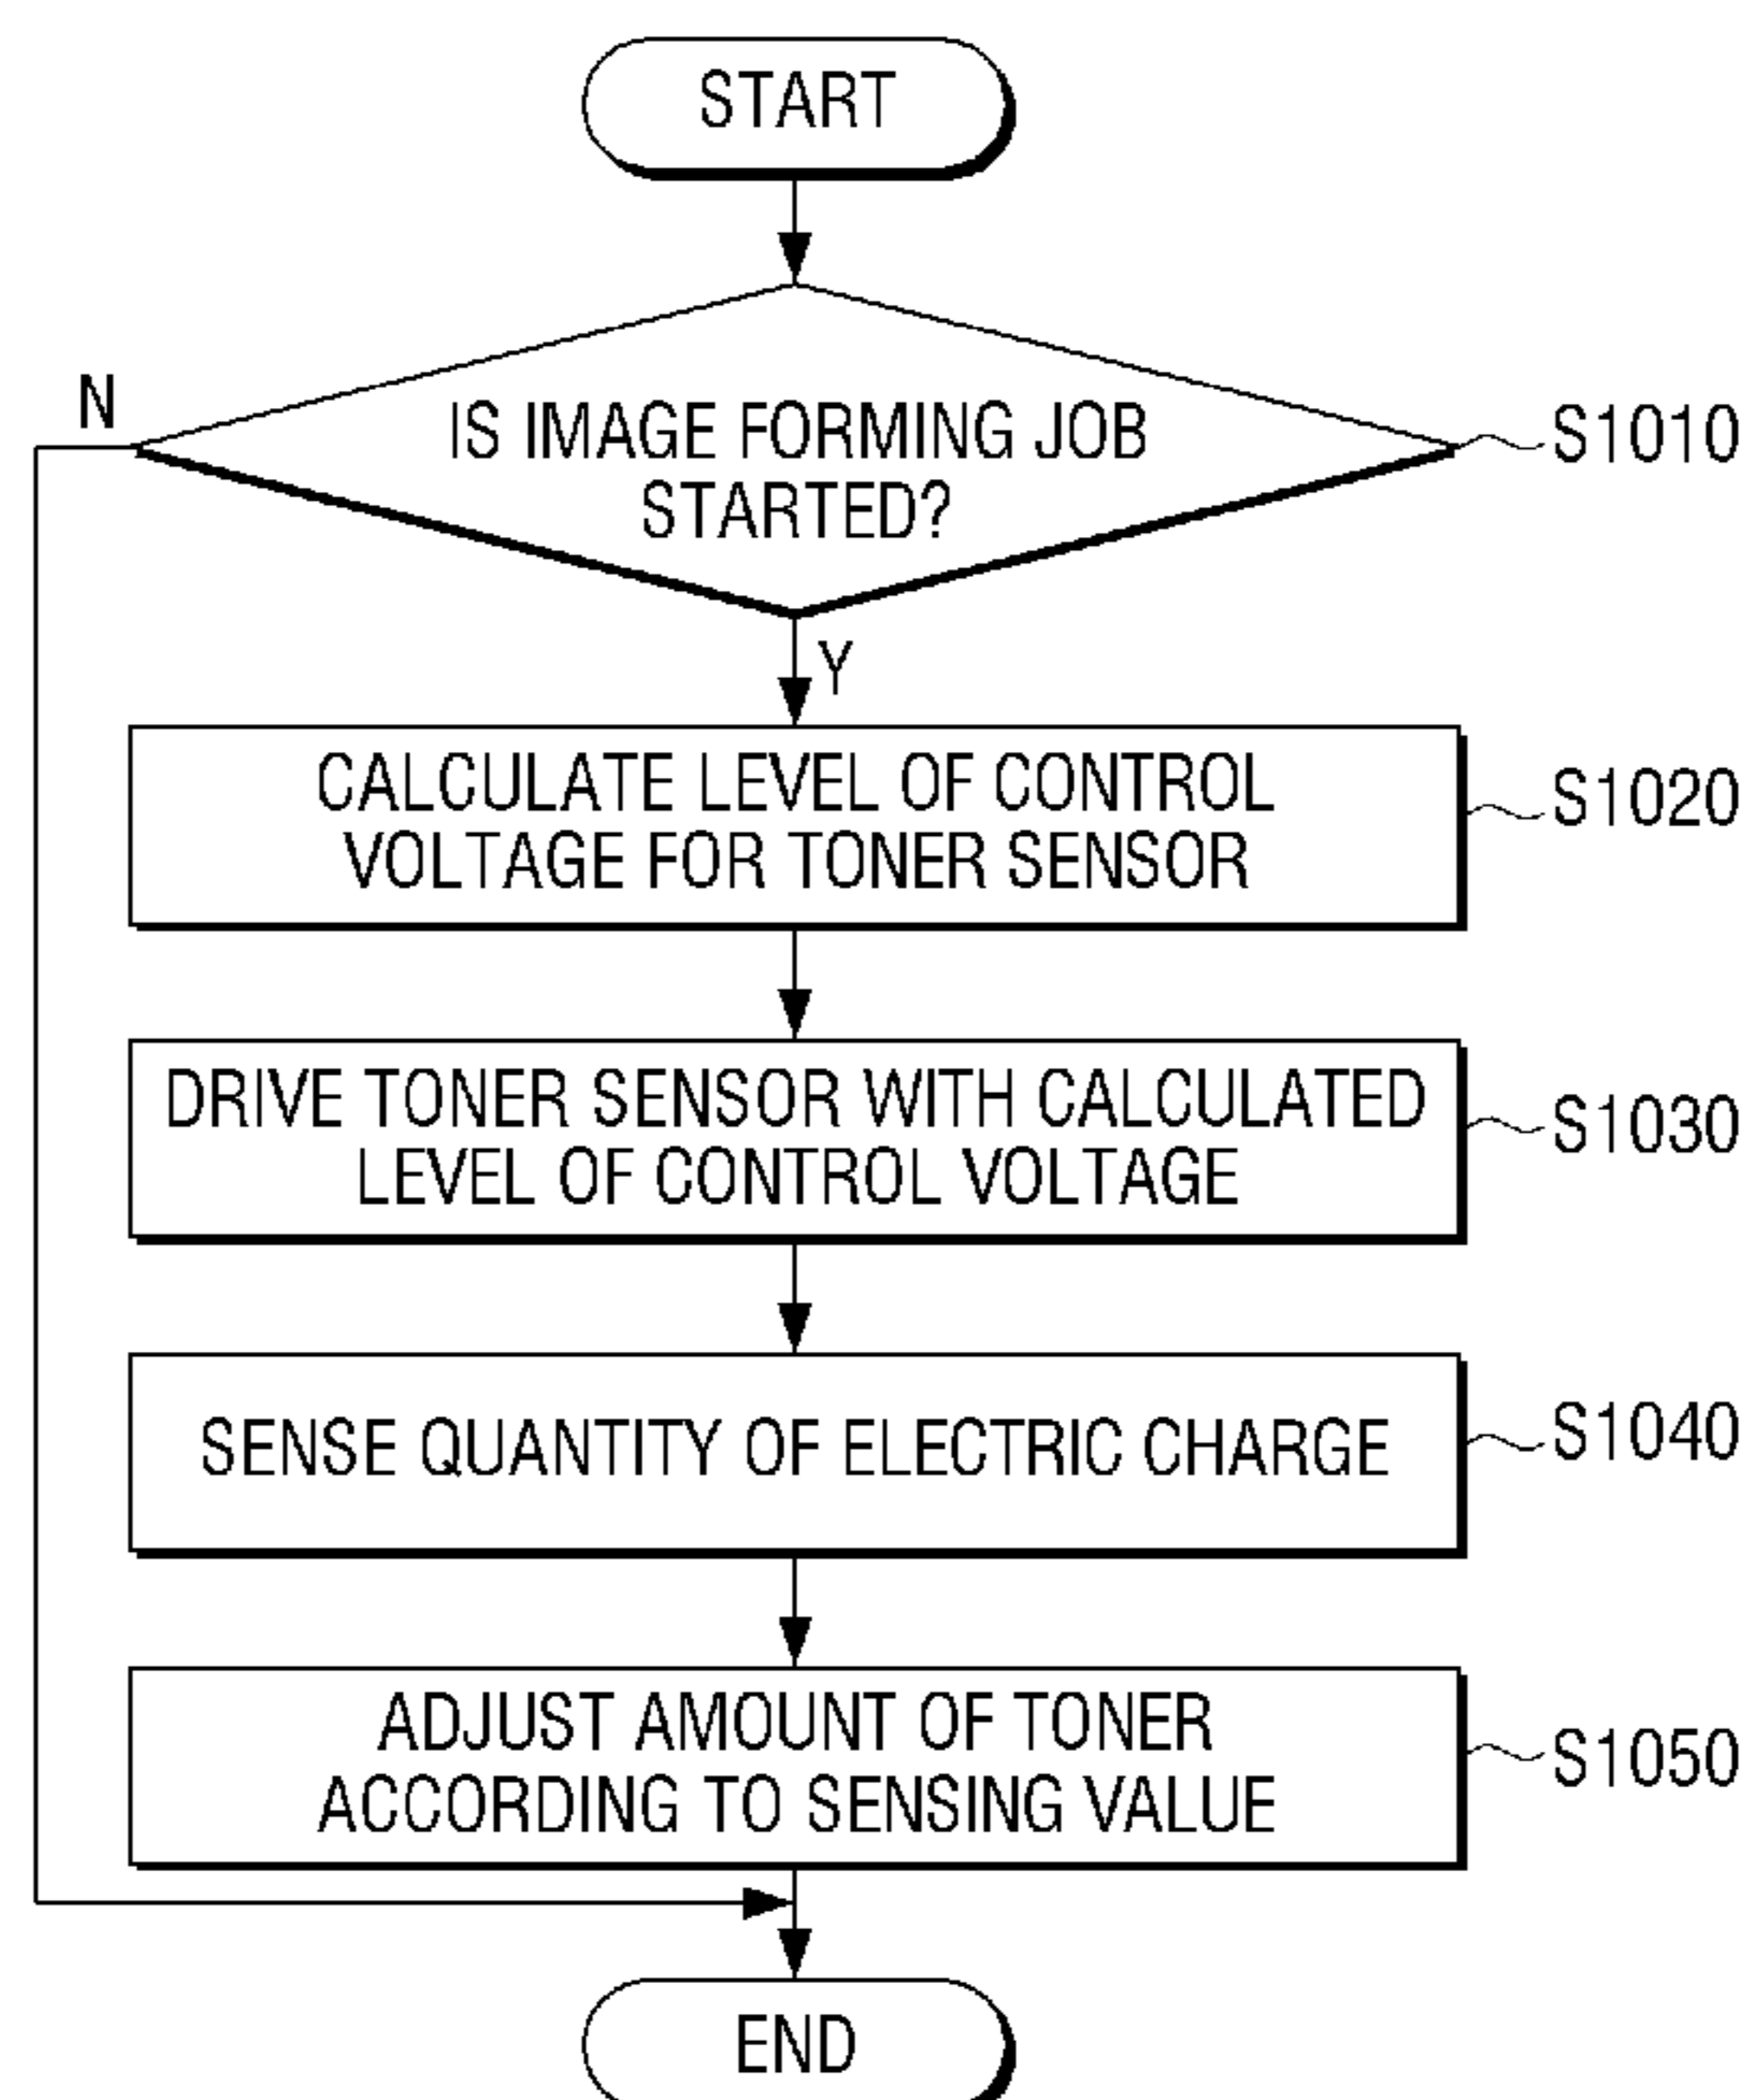 START
N
IS IMAGE FORMING JOB
STARTED?
S1010
Y
CALCULATE LEVEL OF CONTROL
VOLTAGE FOR TONER SENSOR
S1020
DRIVE TONER SENSOR WITH CALCULATED
LEVEL OF CONTROL VOLTAGE
S1030
SENSE QUANTITY OF ELECTRIC CHARGE
S1040
ADJUST AMOUNT OF TONER
ACCORDING TO SENSING VALUE
S1050
END